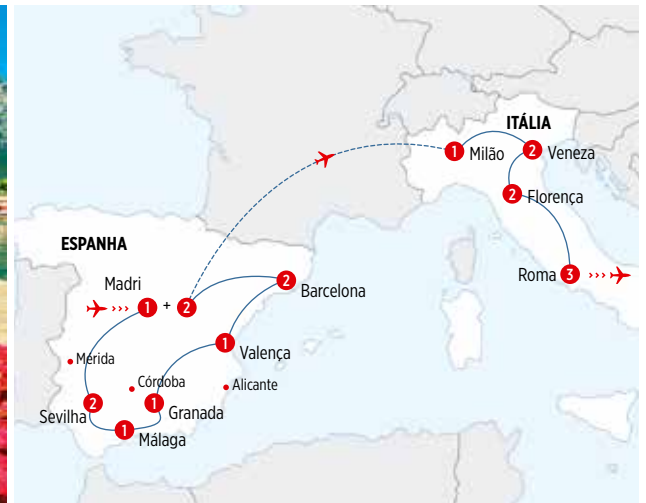 ITÁLIA
1 Milão
2 Veneza
2 Florença
ESPANHA
Madri
1 + 2
2
Barcelona
Roma 3
1
Valença
Mérida
Córdoba
Alicante
2
Sevilha
1
Granada
1
Málaga